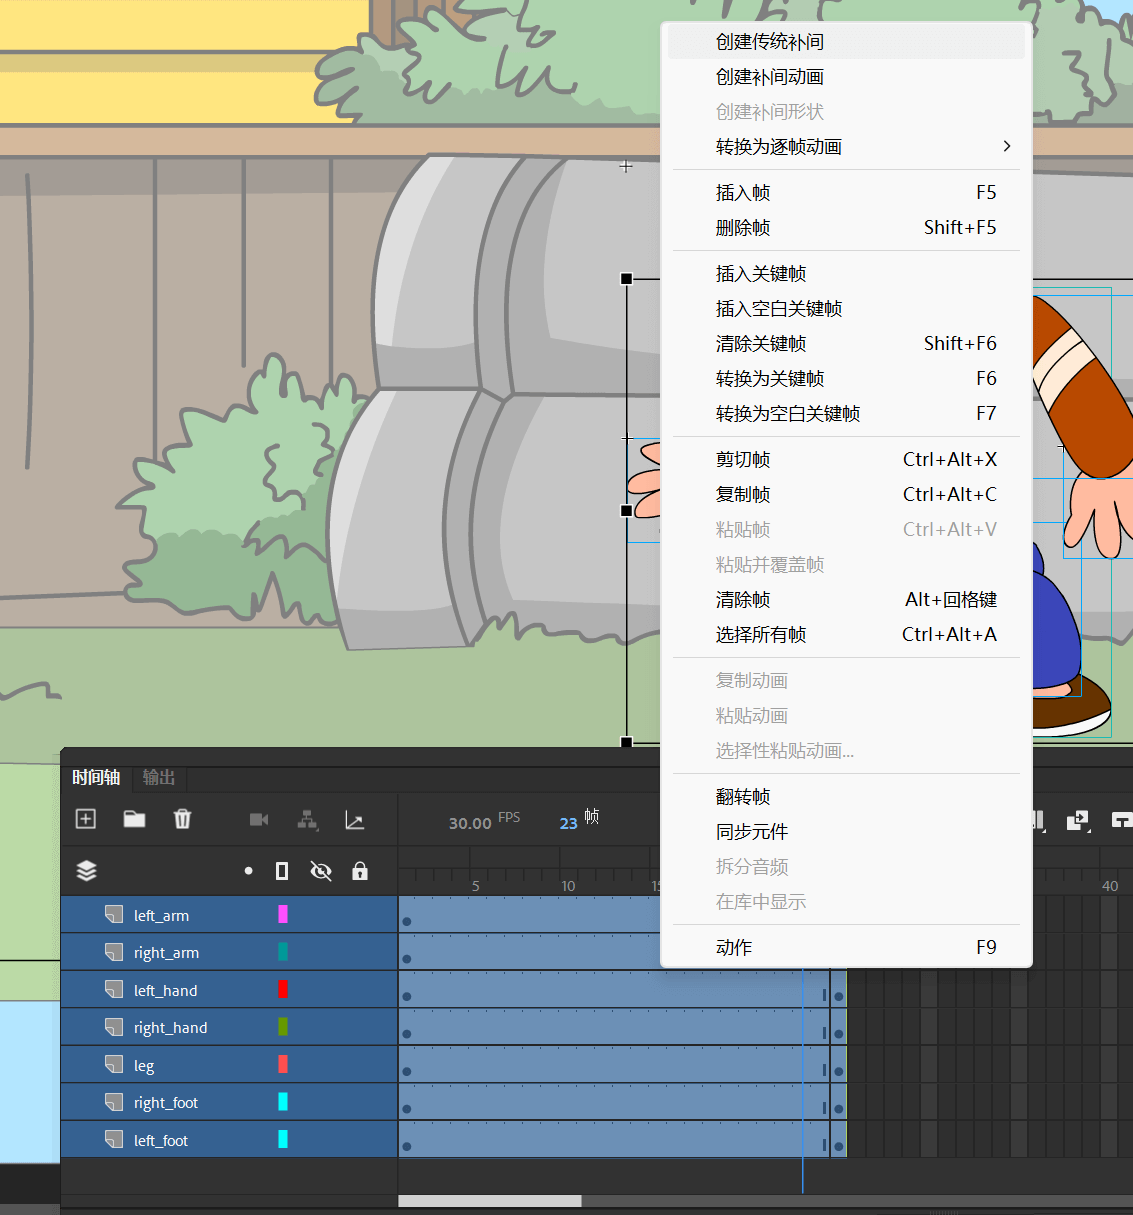 创建传统补间
创建补间动画
创建补间形状
转换为逐帧动画
插入帧 F5
删除帧 Shift+F5
插入关键帧
插入空白关键帧
清除关键帧 Shift+F6
转换为关键帧 F6
转换为空白关键帧 F7
剪切帧 Ctrl+Alt+X
复制帧 Ctrl+Alt+C
粘贴帧 Ctrl+Alt+V
粘贴并覆盖帧
清除帧 Alt+回格键
选择所有帧 Ctrl+Alt+A
复制动画
粘贴动画
选择性粘贴动画...
翻转帧
同步元件
拆分音频
在库中显示
动作 F9
时间轴 输出
30.00 FPS 23 帧
5 10 15 40
left_arm
right_arm
left_hand
right_hand
leg
right_foot
left_foot